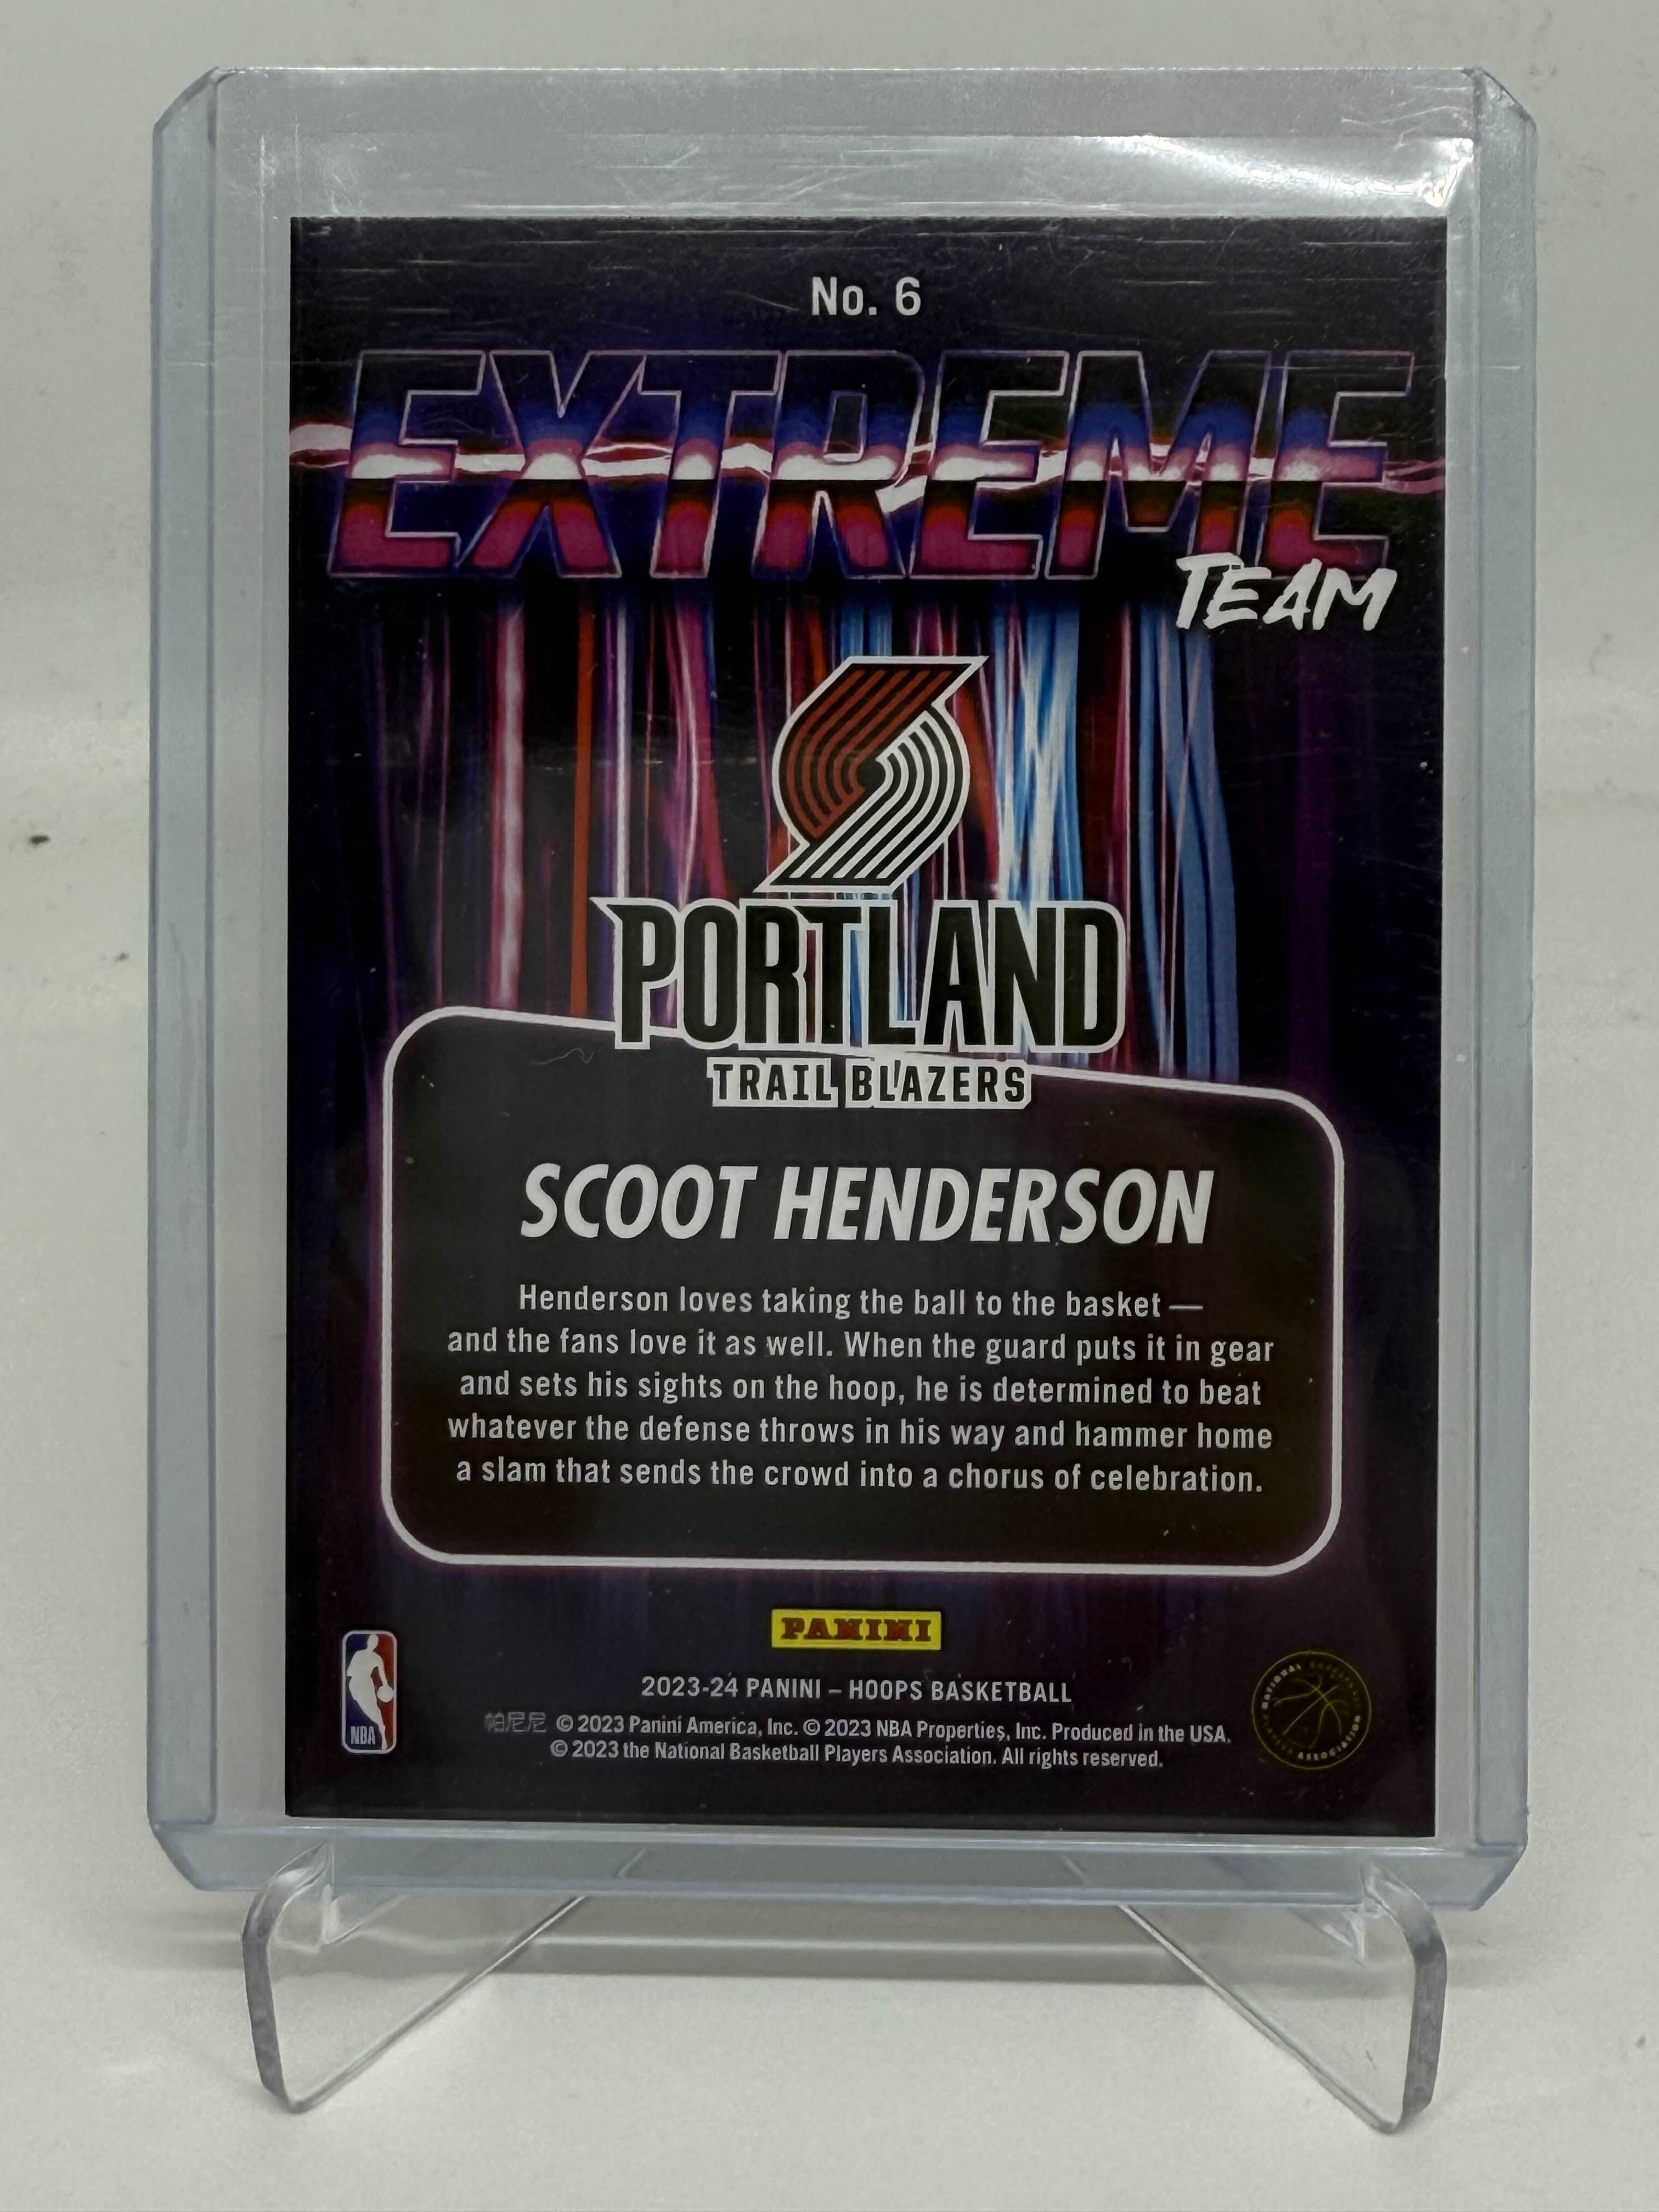 No. 6
EXTREME
TEAM
PORTLAND
TRAIL BLAZERS
SCOOT HENDERSON
Henderson loves taking the ball to the basket —
and the fans love it as well. When the guard puts it in gear
and sets his sights on the hoop, he is determined to beat
whatever the defense throws in his way and hammer home
a slam that sends the crowd into a chorus of celebration.
PANINI
2023-24 PANINI – HOOPS BASKETBALL
帕尼尼 © 2023 Panini America, Inc. © 2023 NBA Properties, Inc. Produced in the USA.
© 2023 the National Basketball Players Association. All rights reserved.
NBA
NATIONAL BASKETBALL PLAYERS ASSOCIATION